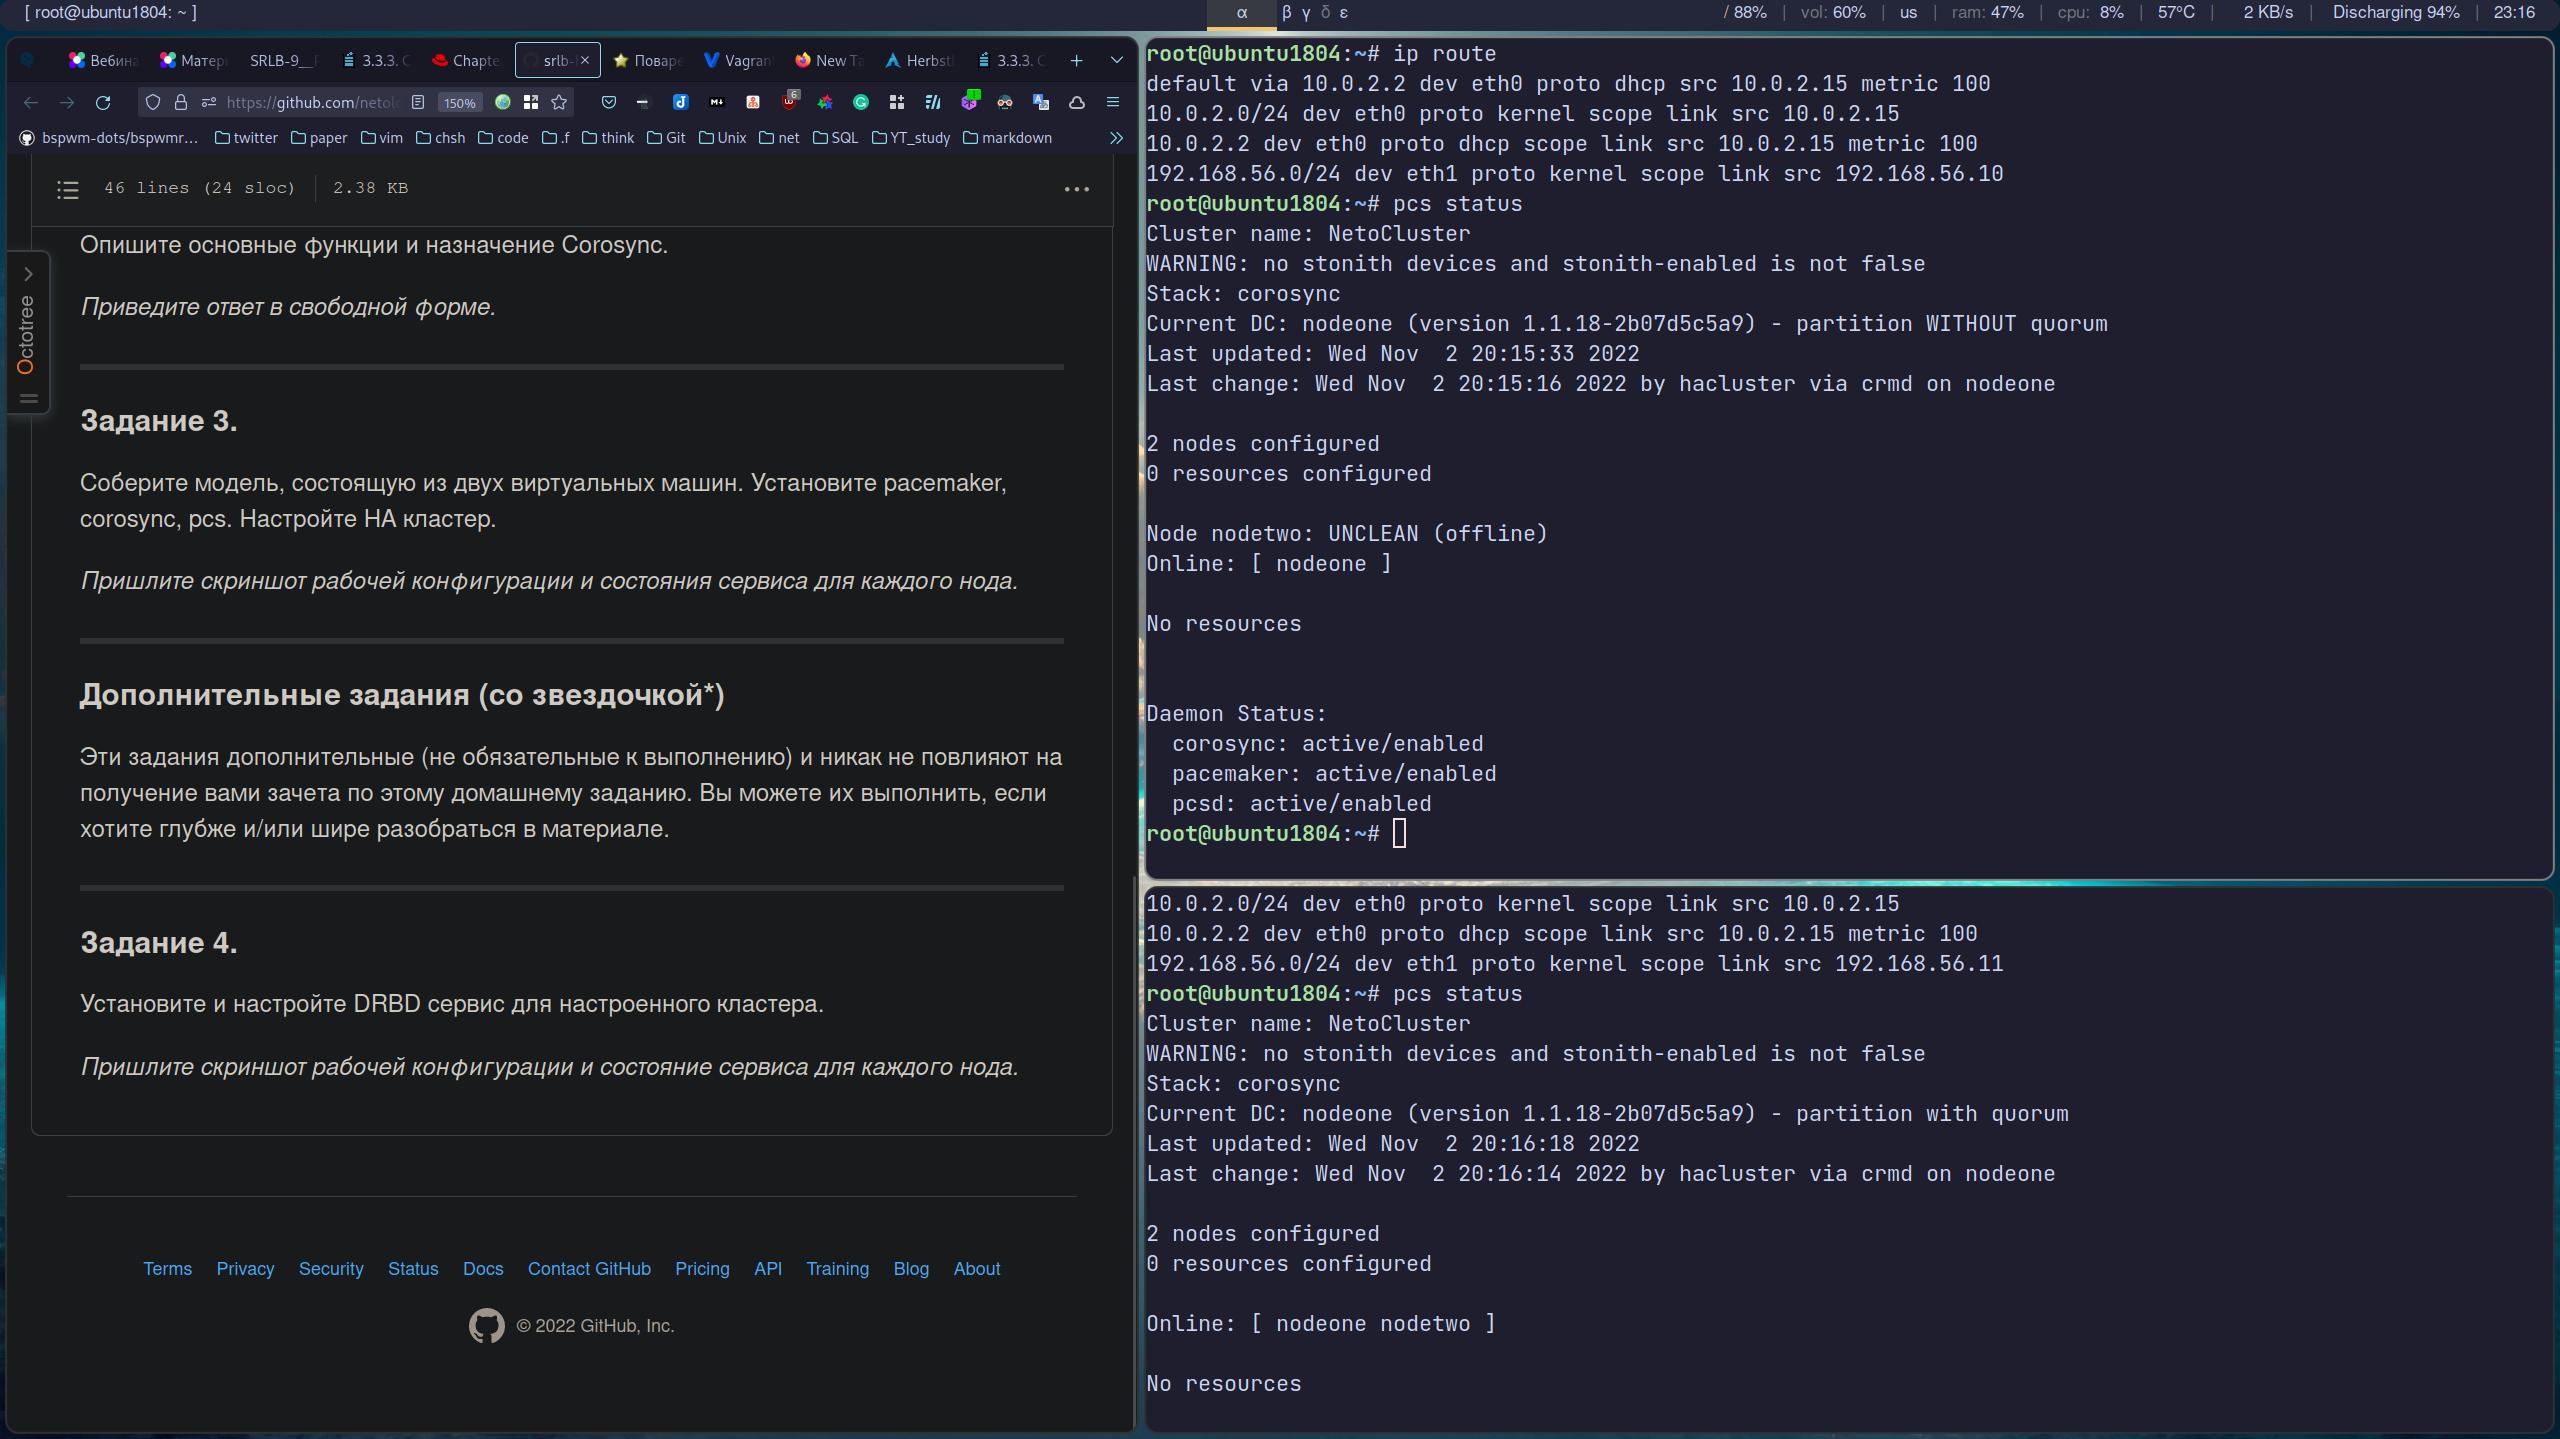 [ root@ubuntu1804: ~ ]
α β γ δ ε
/ 88% | vol: 60% | us | ram: 47% | cpu: 8% | 57°C | 2 KB/s | Discharging 94% | 23:16
Вебина Матер SRLB-9__ 3.3.3. C Chapte srlb- Поваре Vagran New Ta Herbst 3.3.3. C
https://github.com/netolo 150% 6
bspwm-dots/bspwmr... twitter paper vim chsh code .f think Git Unix net SQL YT_study markdown
46 lines (24 sloc) 2.38 KB
Octotree
Опишите основные функции и назначение Corosync.
Приведите ответ в свободной форме.
Задание 3.
Соберите модель, состоящую из двух виртуальных машин. Установите pacemaker,
corosync, pcs. Настройте HA кластер.
Пришлите скриншот рабочей конфигурации и состояния сервиса для каждого нода.
Дополнительные задания (со звездочкой*)
Эти задания дополнительные (не обязательные к выполнению) и никак не повлияют на
получение вами зачета по этому домашнему заданию. Вы можете их выполнить, если
хотите глубже и/или шире разобраться в материале.
Задание 4.
Установите и настройте DRBD сервис для настроенного кластера.
Пришлите скриншот рабочей конфигурации и состояние сервиса для каждого нода.
Terms Privacy Security Status Docs Contact GitHub Pricing API Training Blog About
© 2022 GitHub, Inc.
root@ubuntu1804:~# ip route
default via 10.0.2.2 dev eth0 proto dhcp src 10.0.2.15 metric 100
10.0.2.0/24 dev eth0 proto kernel scope link src 10.0.2.15
10.0.2.2 dev eth0 proto dhcp scope link src 10.0.2.15 metric 100
192.168.56.0/24 dev eth1 proto kernel scope link src 192.168.56.10
root@ubuntu1804:~# pcs status
Cluster name: NetoCluster
WARNING: no stonith devices and stonith-enabled is not false
Stack: corosync
Current DC: nodeone (version 1.1.18-2b07d5c5a9) - partition WITHOUT quorum
Last updated: Wed Nov  2 20:15:33 2022
Last change: Wed Nov  2 20:15:16 2022 by hacluster via crmd on nodeone
2 nodes configured
0 resources configured
Node nodetwo: UNCLEAN (offline)
Online: [ nodeone ]
No resources
Daemon Status:
corosync: active/enabled
pacemaker: active/enabled
pcsd: active/enabled
root@ubuntu1804:~#
10.0.2.0/24 dev eth0 proto kernel scope link src 10.0.2.15
10.0.2.2 dev eth0 proto dhcp scope link src 10.0.2.15 metric 100
192.168.56.0/24 dev eth1 proto kernel scope link src 192.168.56.11
root@ubuntu1804:~# pcs status
Cluster name: NetoCluster
WARNING: no stonith devices and stonith-enabled is not false
Stack: corosync
Current DC: nodeone (version 1.1.18-2b07d5c5a9) - partition with quorum
Last updated: Wed Nov  2 20:16:18 2022
Last change: Wed Nov  2 20:16:14 2022 by hacluster via crmd on nodeone
2 nodes configured
0 resources configured
Online: [ nodeone nodetwo ]
No resources